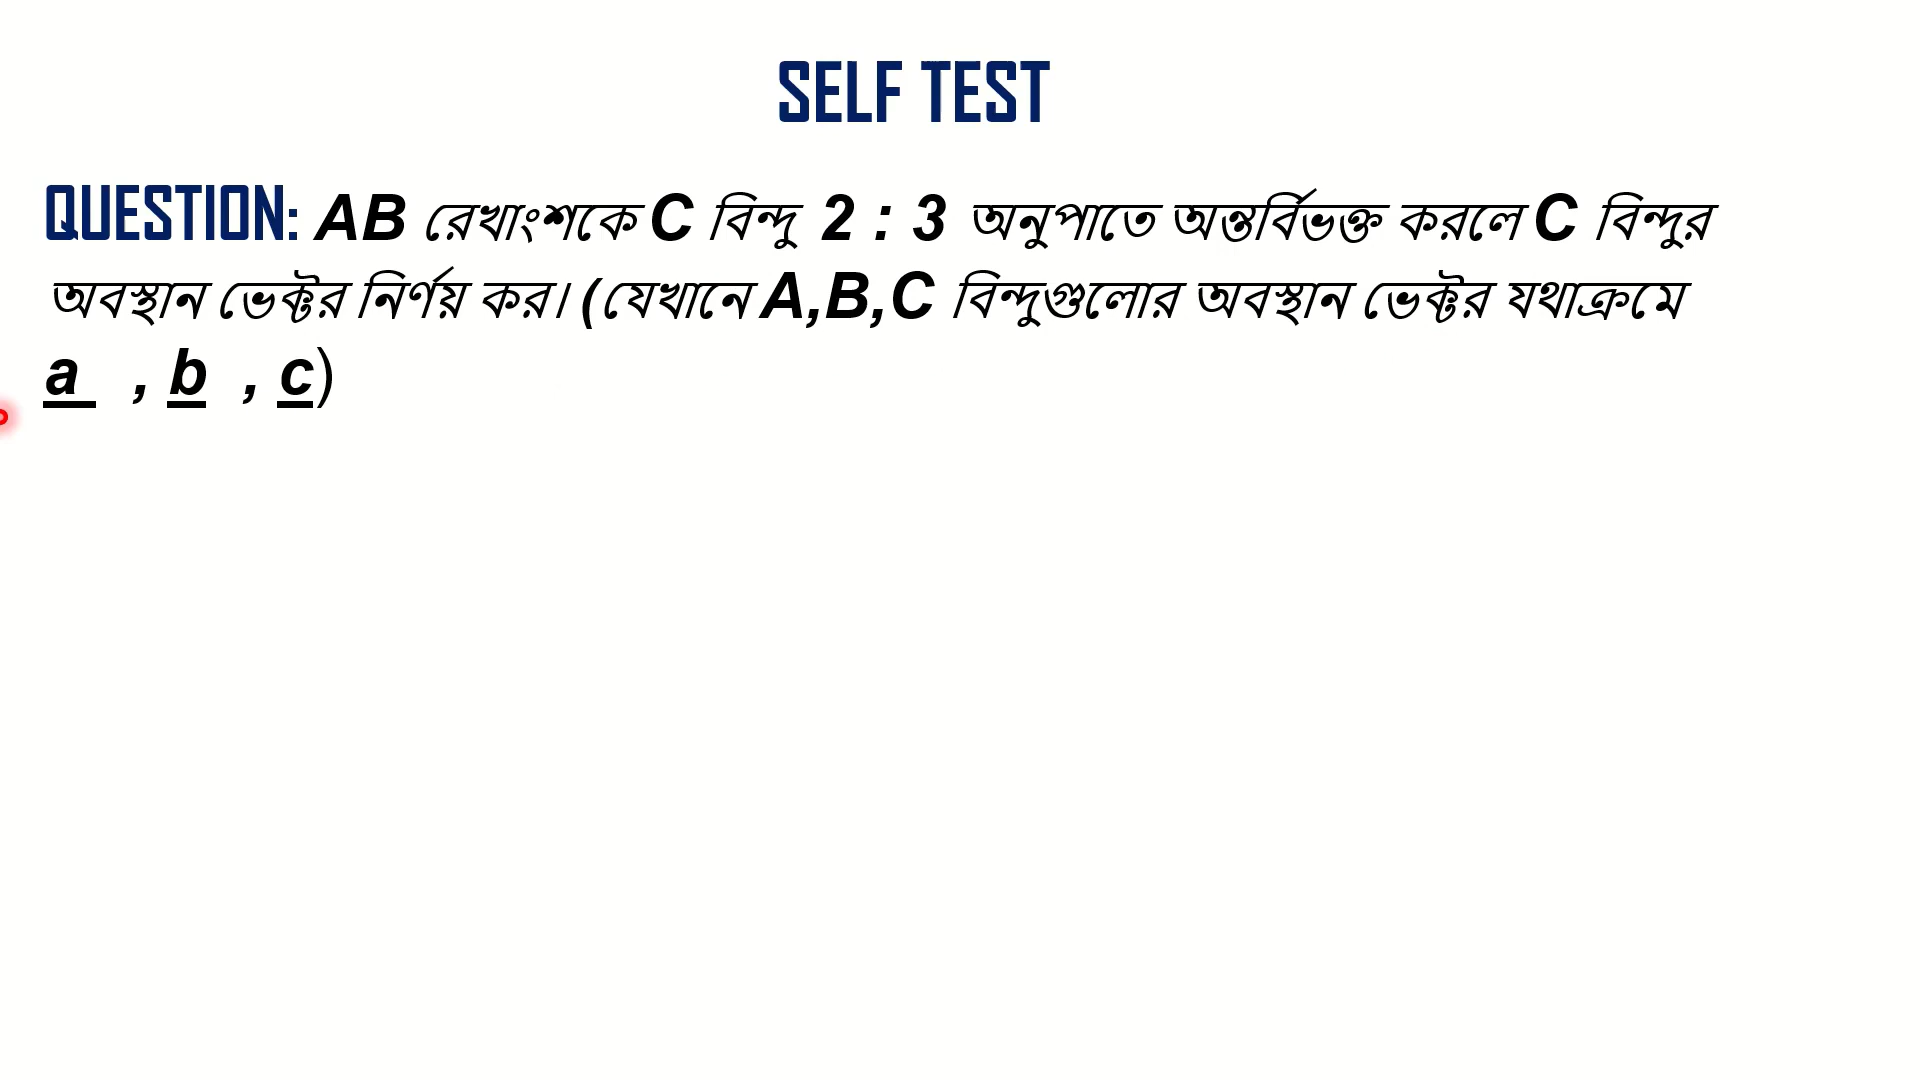 SELF TEST
QUESTION: AB রেখাংশকে C বিন্দু 2 : 3 অনুপাতে অন্তর্বিভক্ত করলে C বিন্দুর
অবস্থান ভেক্টর নির্ণয় কর। (যেখানে A,B,C বিন্দুগুলোর অবস্থান ভেক্টর যথাক্রমে
a , b , c)